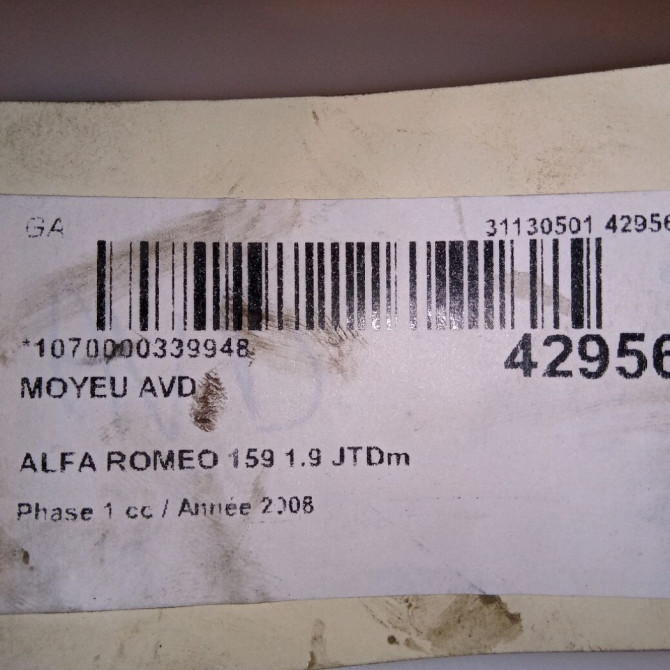 GA
31130501 42956
*1070000339948
42956
MOYEU AVD
ALFA ROMEO 159 1.9 JTDm
Phase 1 cc / Année 2008